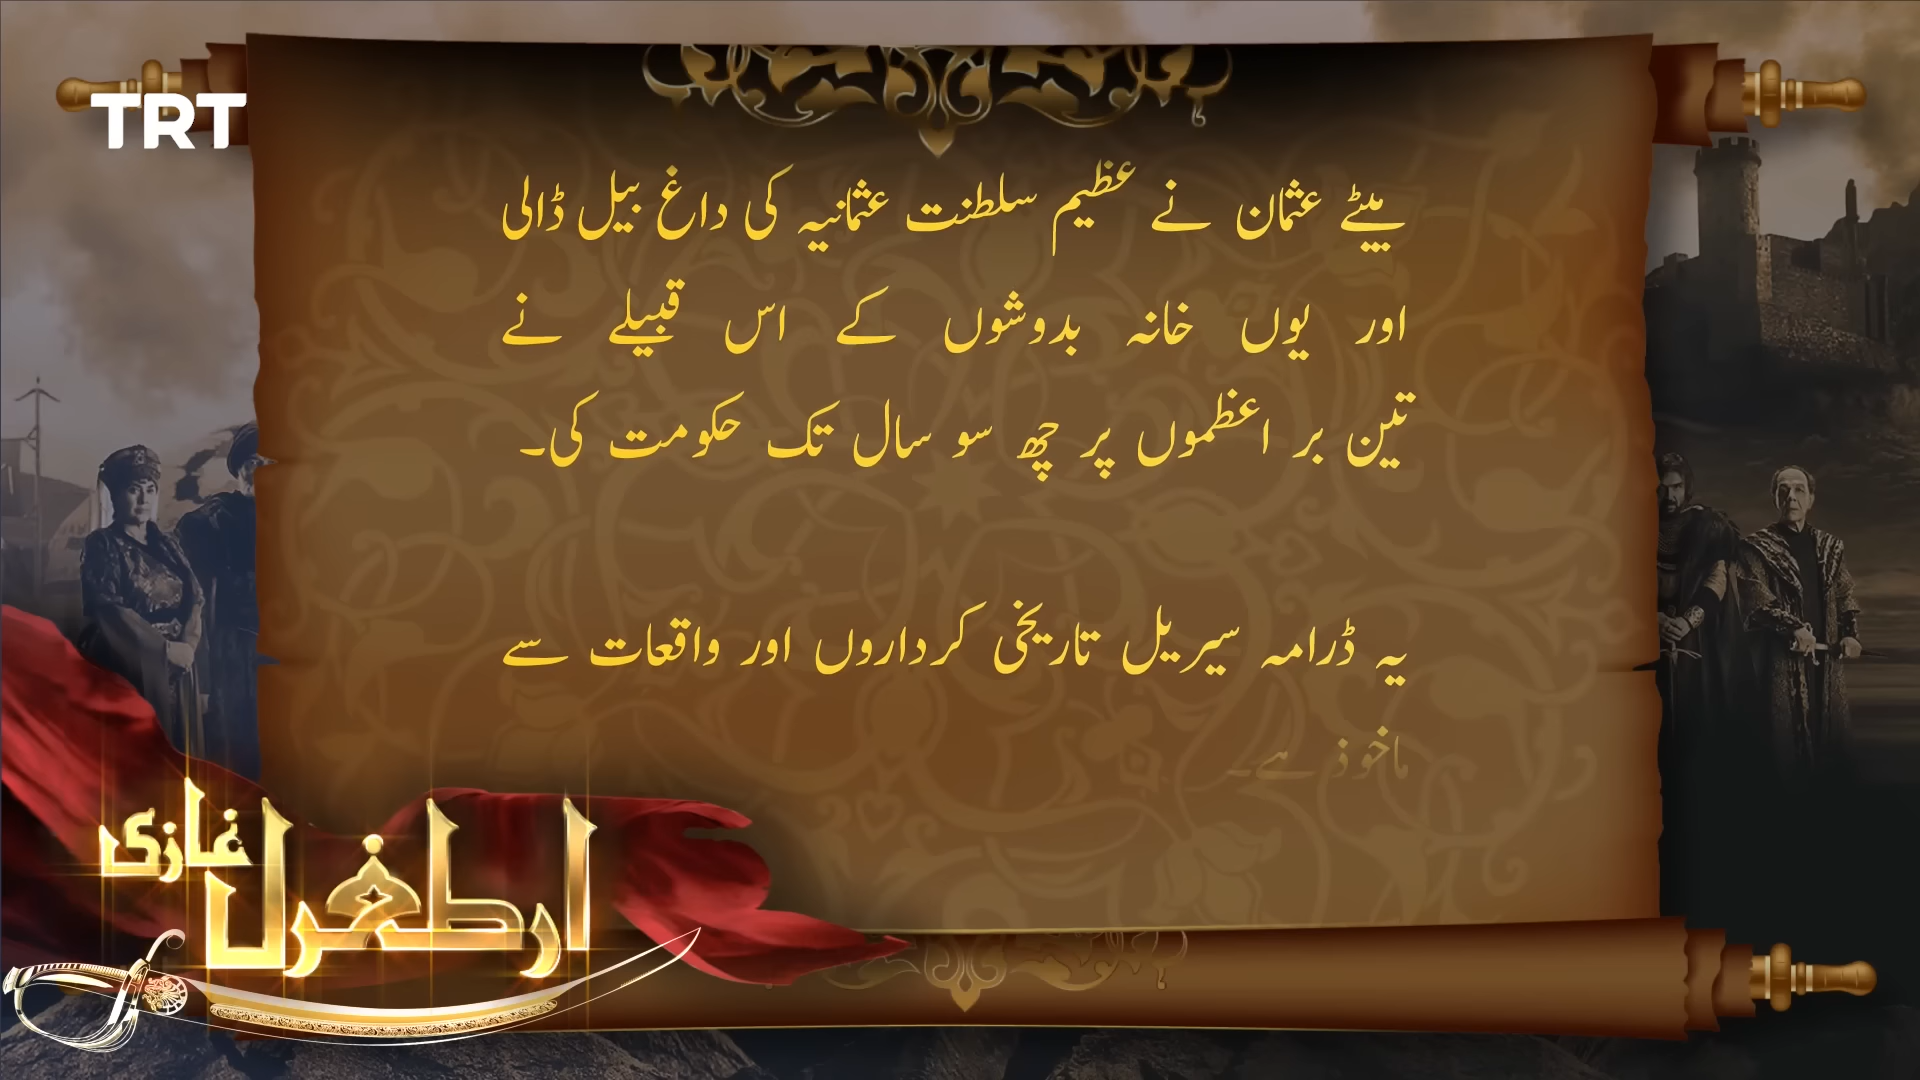 TRT
بیٹے عثمان نے عظیم سلطنت عثمانیہ کی داغ بیل ڈالی
اور یوں خانہ بدوشوں کے اس قبیلے نے
تین بر اعظموں پر چھ سو سال تک حکومت کی۔
یہ ڈرامہ سیریل تاریخی کرداروں اور واقعات سے
ماخوذ ہے۔
ارطغرل غازی